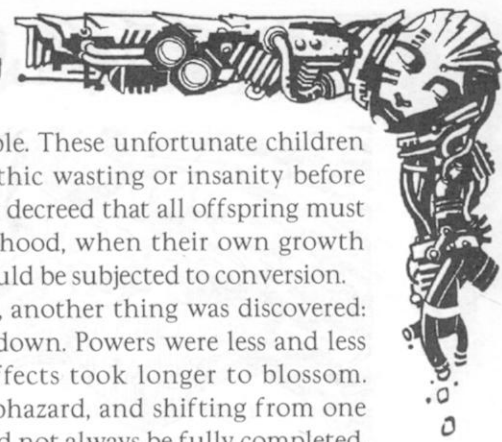 ple. These unfortunate children
thic wasting or insanity before
decreed that all offspring must
hood, when their own growth
uld be subjected to conversion.
, another thing was discovered:
down. Powers were less and less
ffects took longer to blossom.
phazard, and shifting from one
d not always be fully completed.